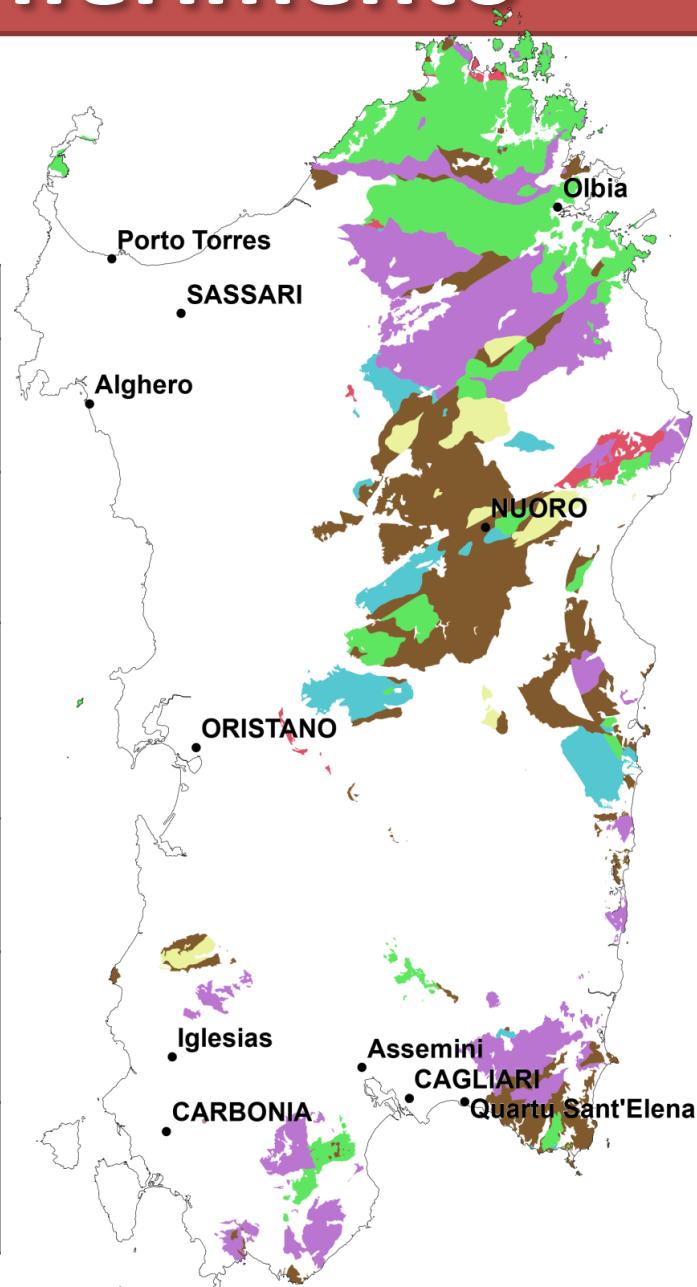 Olbia
Porto Torres
SASSARI
Alghero
NUORO
ORISTANO
Iglesias
Assemini
CAGLIARI
CARBONIA
Quartu Sant'Elena